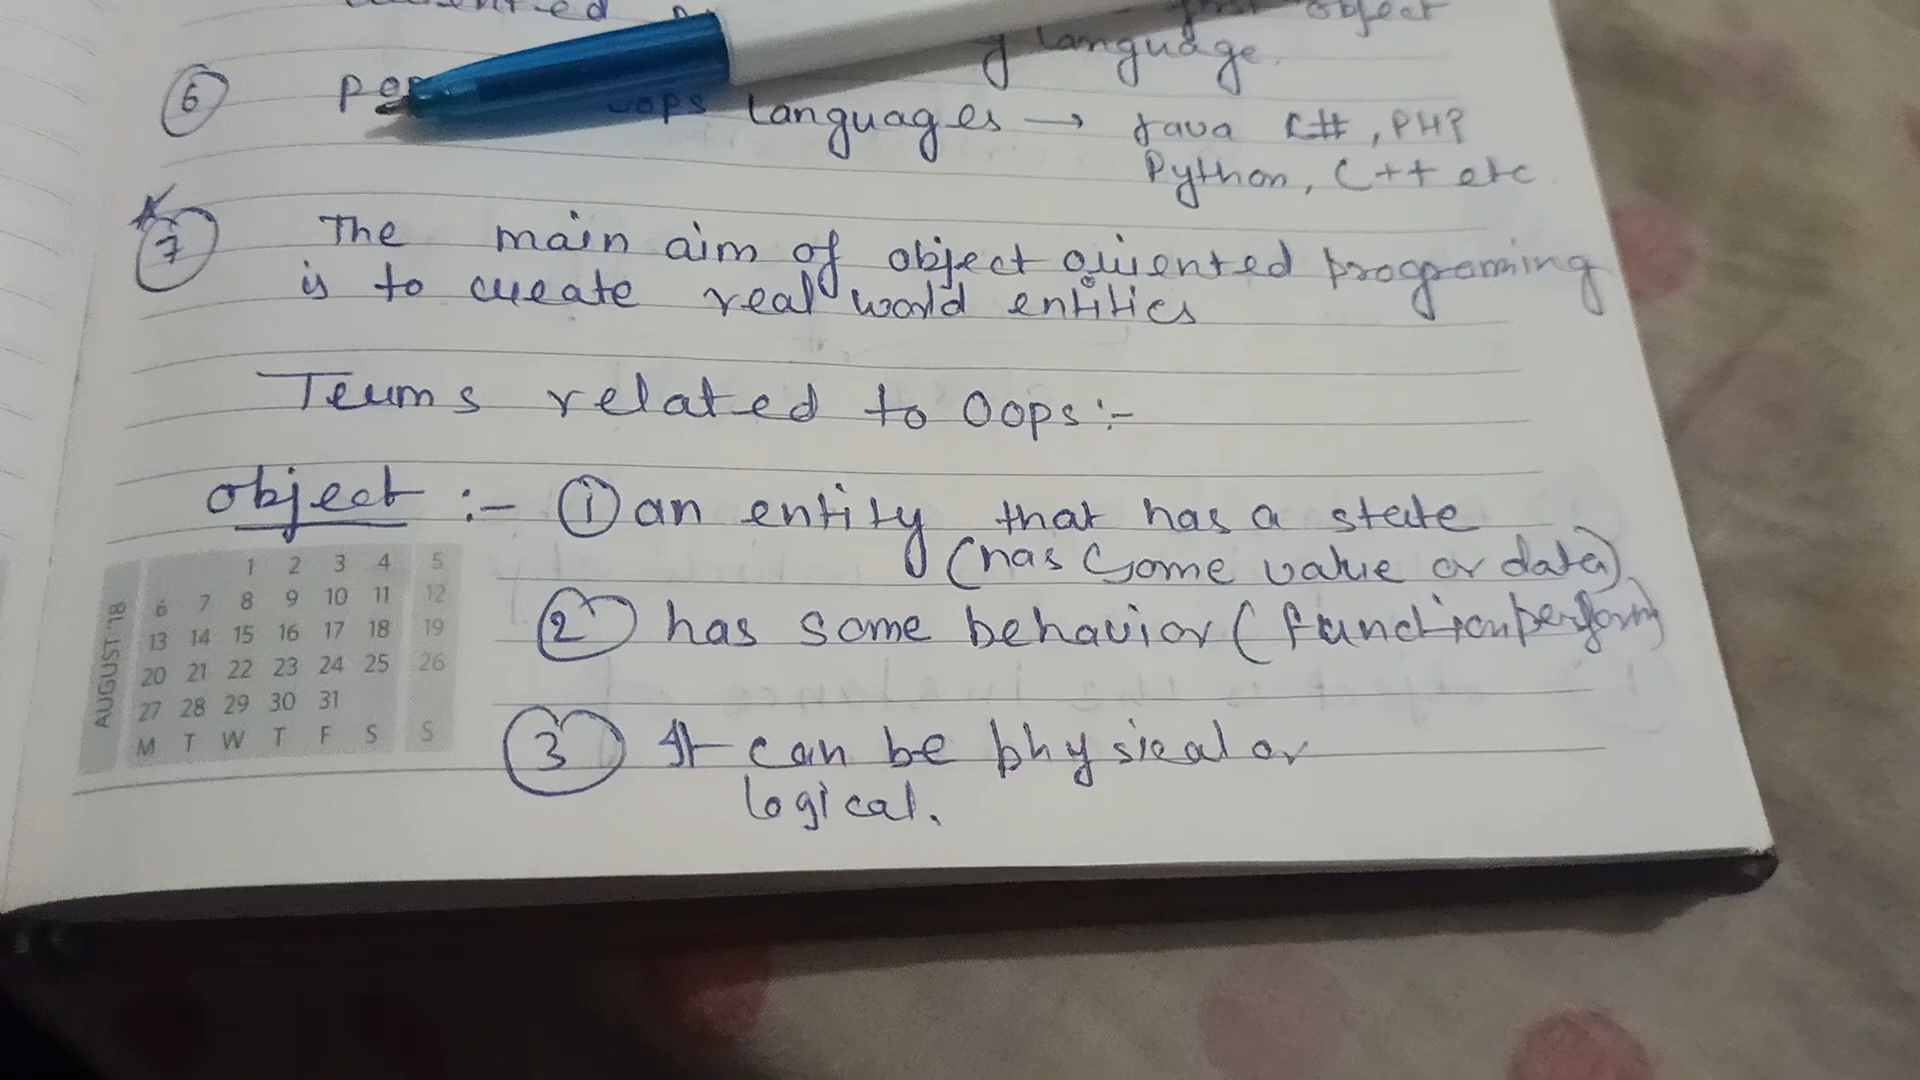 object
g language.
6 oops languages → Java C#, PHP
Python, C++ etc
7 The main aim of object oriented programing
is to create real world entities
Terms related to Oops:-
object :- 1 an entity that has a state
(has some value or data)
2 has some behavior (function perform)
3 It can be physical or
logical.
AUGUST '18
1 2 3 4 5
6 7 8 9 10 11 12
13 14 15 16 17 18 19
20 21 22 23 24 25 26
27 28 29 30 31
M T W T F S S